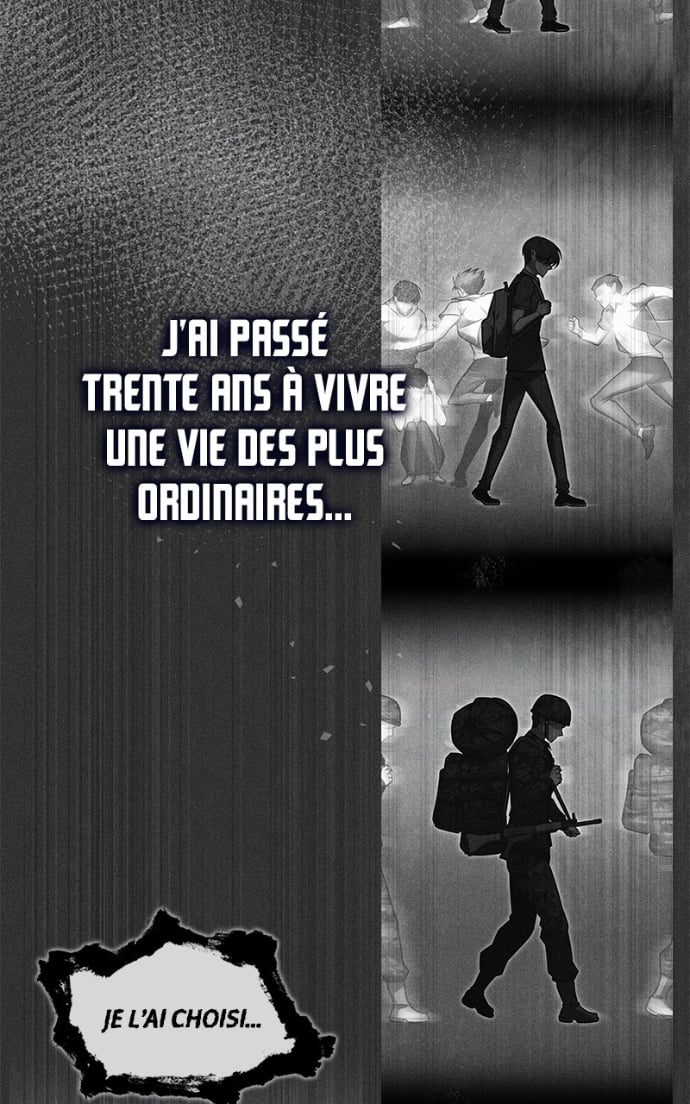 J'AI PASSÉ
TRENTE ANS À VIVRE
UNE VIE DES PLUS
ORDINAIRES...
JE L'AI CHOISI...